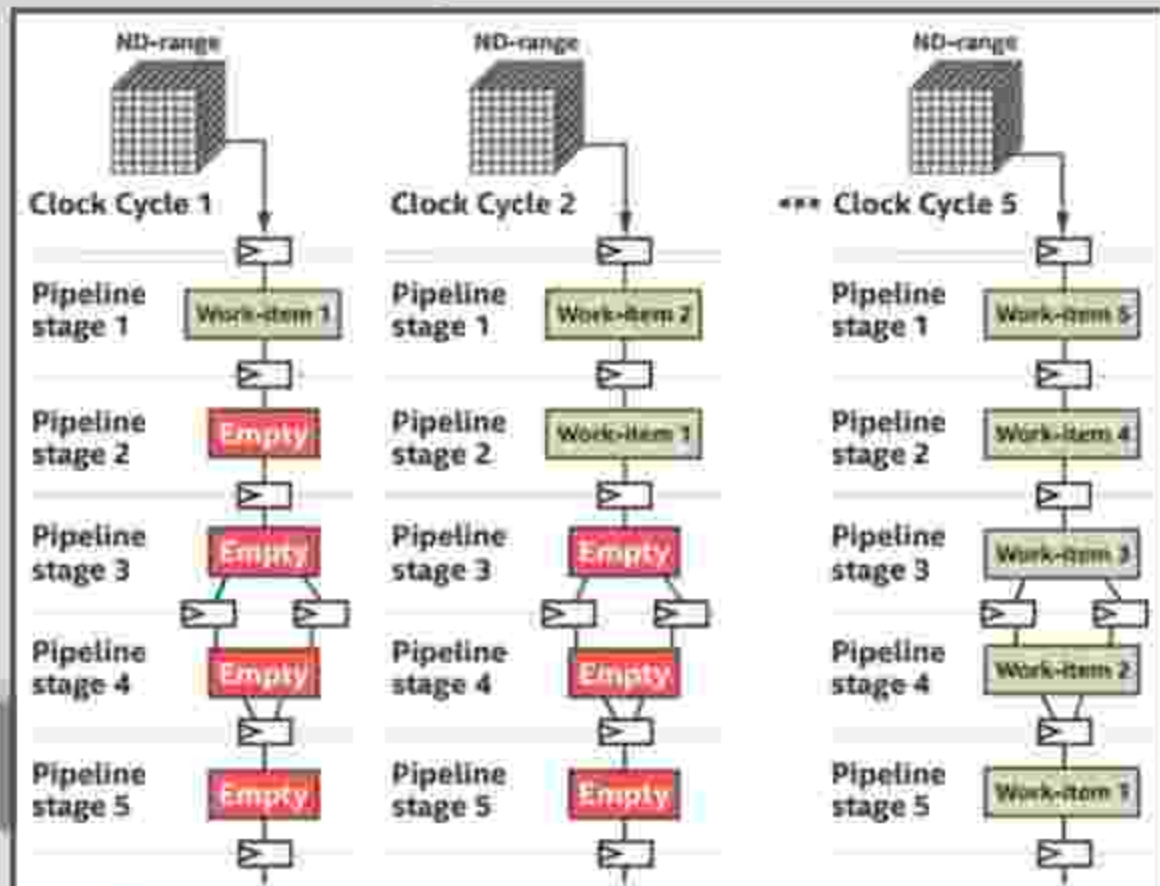 ND-range
ND-range
ND-range
Clock Cycle 1
Clock Cycle 2
••• Clock Cycle 5
Pipeline
stage 1
Work-item 1
Pipeline
stage 1
Work-item 2
Pipeline
stage 1
Work-item 5
Pipeline
stage 2
Empty
Pipeline
stage 2
Work-item 1
Pipeline
stage 2
Work-item 4
Pipeline
stage 3
Empty
Pipeline
stage 3
Empty
Pipeline
stage 3
Work-item 3
Pipeline
stage 4
Empty
Pipeline
stage 4
Empty
Pipeline
stage 4
Work-item 2
Pipeline
stage 5
Empty
Pipeline
stage 5
Empty
Pipeline
stage 5
Work-item 1